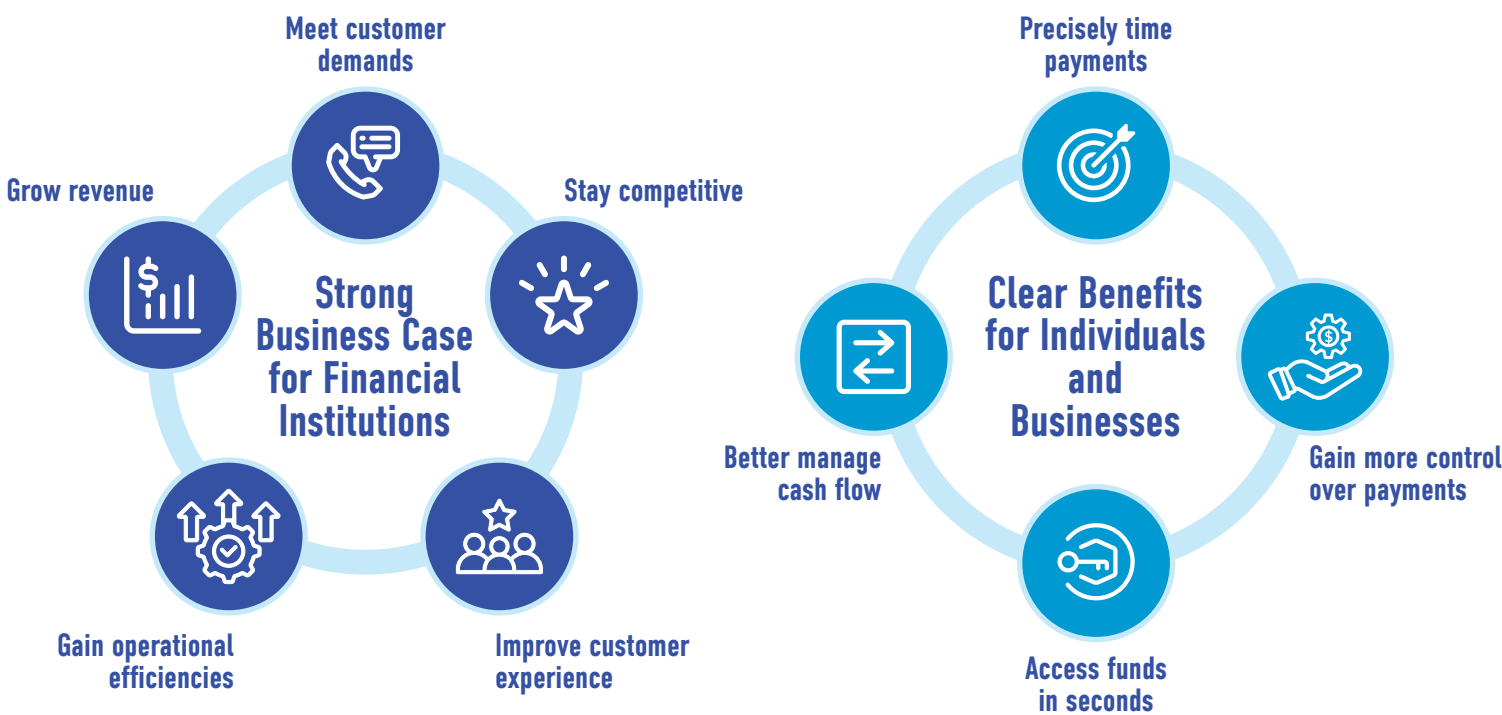 Meet customer
demands
Grow revenue
Stay competitive
$
Strong
Business Case
for Financial
Institutions
Gain operational
efficiencies
Improve customer
experience
Precisely time
payments
Clear Benefits
for Individuals
and
Businesses
$
Better manage
cash flow
Gain more control
over payments
Access funds
in seconds